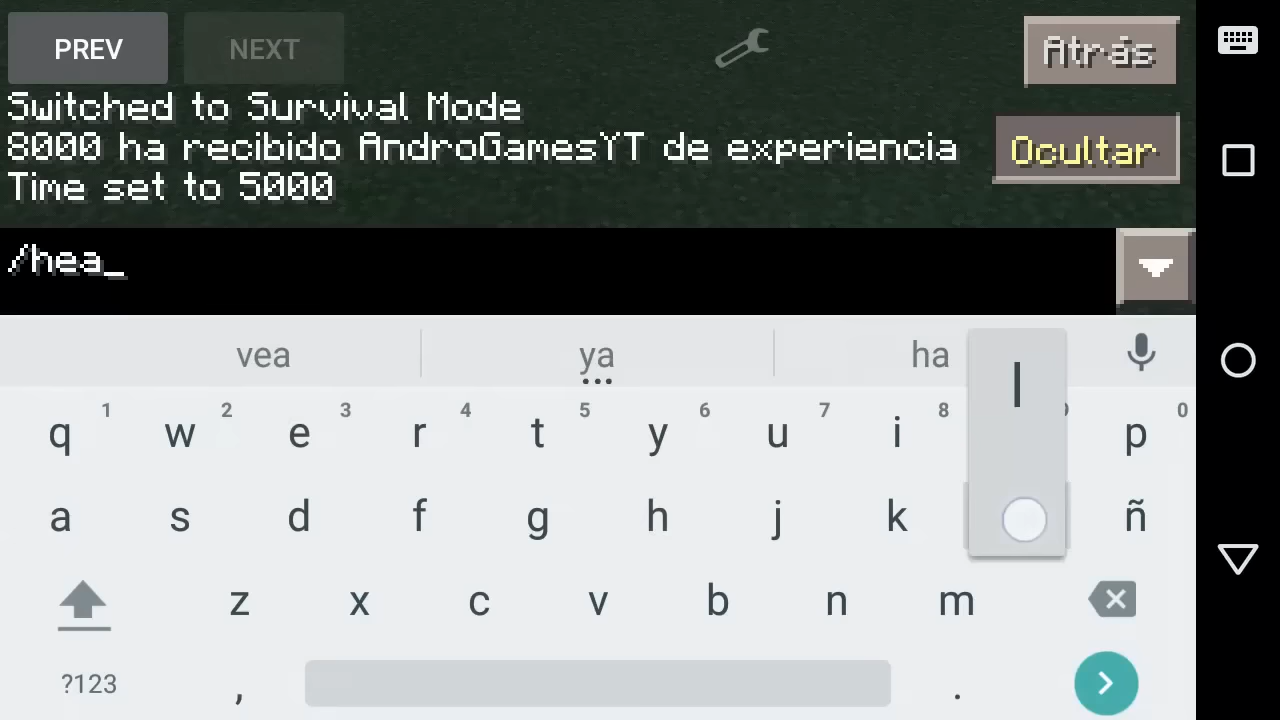 PREV NEXT Atrás
Switched to Survival Mode
8000 ha recibido AndroGamesYT de experiencia Ocultar
Time set to 5000
/hea_
vea ya ha
1 2 3 4 5 6 7 8 0
q w e r t y u i p
l
a s d f g h j k ñ
z x c v b n m
?123 , .